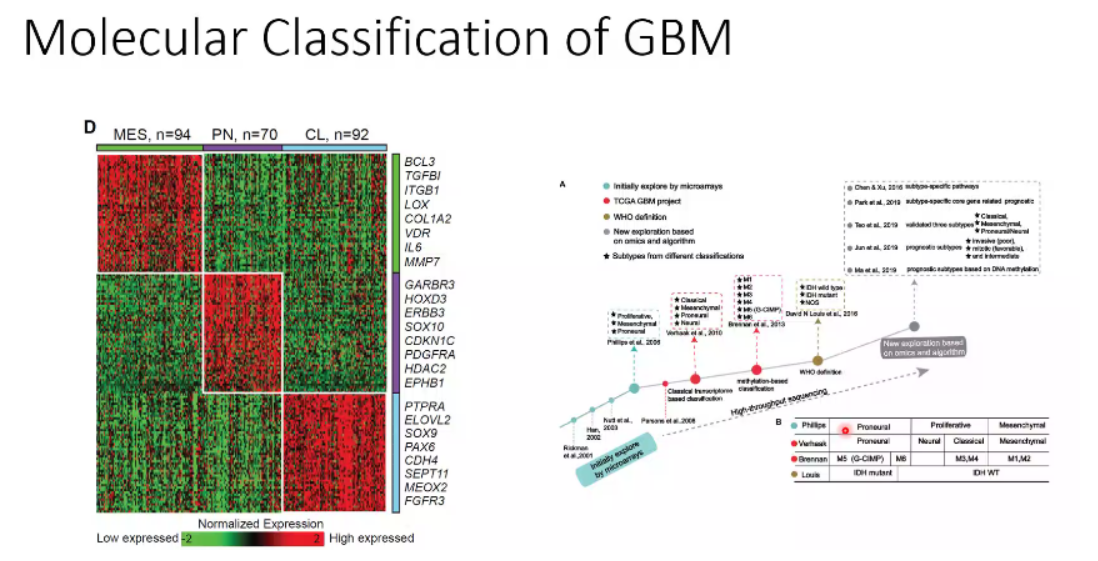 Molecular Classification of GBM
D
MES, n=94 PN, n=70 CL, n=92
BCL3
TGFBI
ITGB1
LOX
COL1A2
VDR
IL6
MMP7
GARBR3
HOXD3
ERBB3
SOX10
CDKN1C
PDGFRA
HDAC2
EPHB1
PTPRA
ELOVL2
SOX9
PAX6
CDH4
SEPT11
MEOX2
FGFR3
Normalized Expression
Low expressed -2 2 High expressed
A
Initially explore by microarrays
TCGA GBM project
WHO definition
New exploration based
on omics and algorithm
★ Subtypes from different classifications
Chen & Xu, 2016 subtype-specific pathways
Park et al., 2019 subtype-specific core gene related prognostic
Teo et al., 2019 validated three subtypes
★ Classical,
★ Mesenchymal,
★ Proneural/Neural
Jun et al., 2019 prognostic subtypes
★ invasive (poor),
★ mitotic (favorable),
★ and intermediate
Ma et al., 2019 prognostic subtypes based on DNA methylation
★ Proliferative,
★ Mesenchymal
★ Proneural
Phillips et al., 2006
★ Classical
★ Mesenchymal
★ Proneural
★ Neural
Verhaak et al., 2010
★ M1
★ M2
★ M3
★ M4
★ M5 (G-CIMP)
★ M6
Brennan et al., 2013
★ IDH wild type
★ IDH mutant
★ NOS
David N Louis et al., 2016
New exploration based
on omics and algorithm
WHO definition
methylation-based
classification
Classical transcriptome
based classification
High-throughput sequencing
Parsons et al.,2008
Nutt et al.,
2003
Han,
2002
Rickman
et al.,2001
Initially explore
by microarrays
B
Phillips Proneural Proliferative Mesenchymal
Verhaak Proneural Neural Classical Mesenchymal
Brennan M5 (G-CIMP) M6 M3,M4 M1,M2
Louis IDH mutant IDH WT